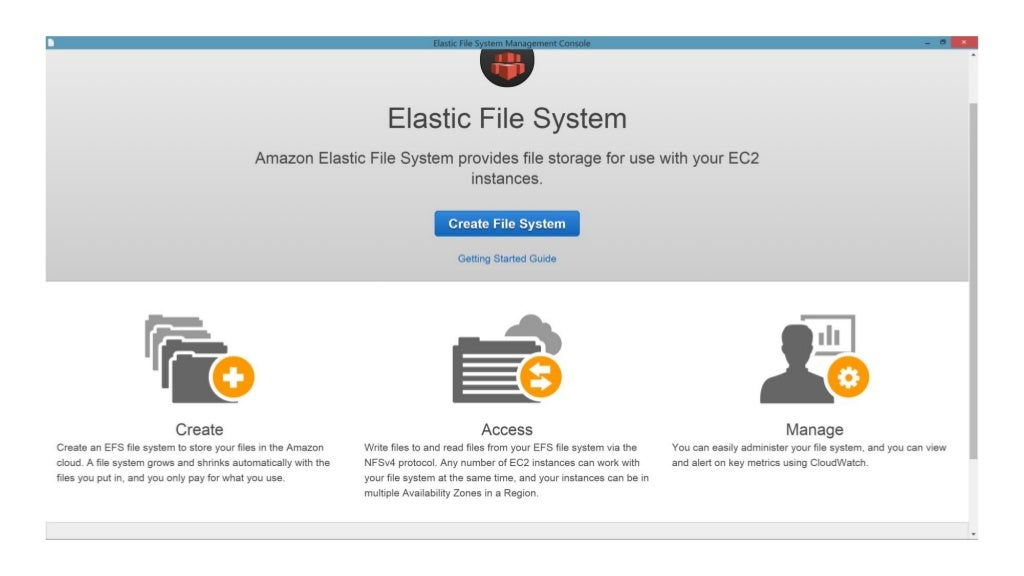 Elastic File System Management Console
Elastic File System
Amazon Elastic File System provides file storage for use with your EC2
instances.
Create File System
Getting Started Guide
Create
Create an EFS file system to store your files in the Amazon
cloud. A file system grows and shrinks automatically with the
files you put in, and you only pay for what you use.
Access
Write files to and read files from your EFS file system via the
NFSv4 protocol. Any number of EC2 instances can work with
your file system at the same time, and your instances can be in
multiple Availability Zones in a Region.
Manage
You can easily administer your file system, and you can view
and alert on key metrics using CloudWatch.